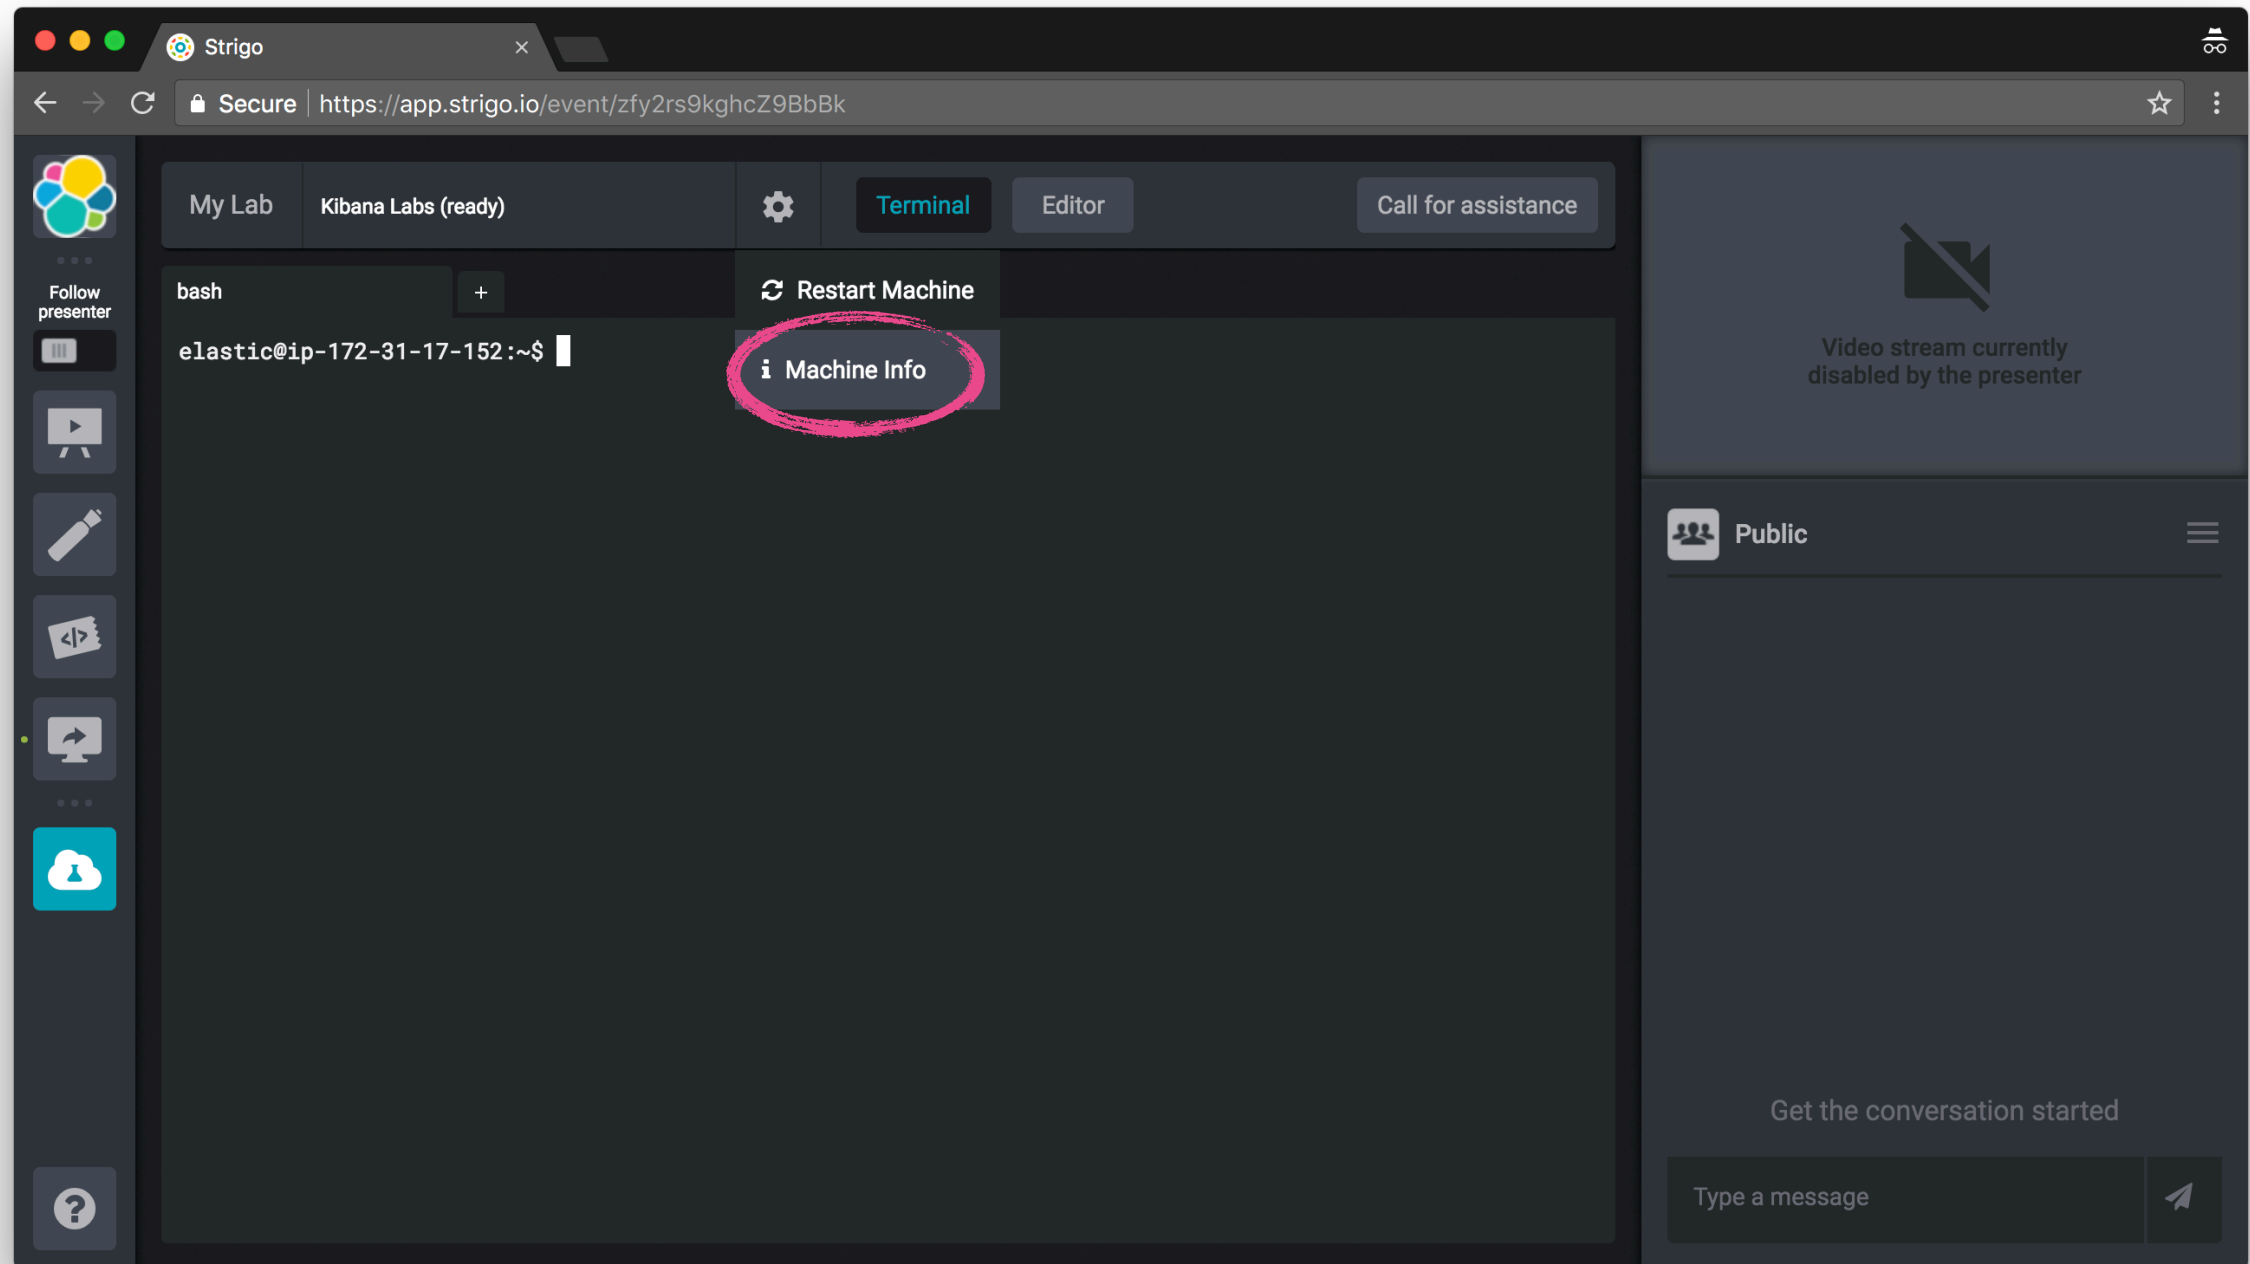 Strigo
Secure https://app.strigo.io/event/zfy2rs9kghcZ9BbBk
My Lab
Kibana Labs (ready)
Terminal
Editor
Call for assistance
Follow
presenter
bash
+
Restart Machine
elastic@ip-172-31-17-152:~$
Machine Info
Video stream currently
disabled by the presenter
Public
Get the conversation started
Type a message